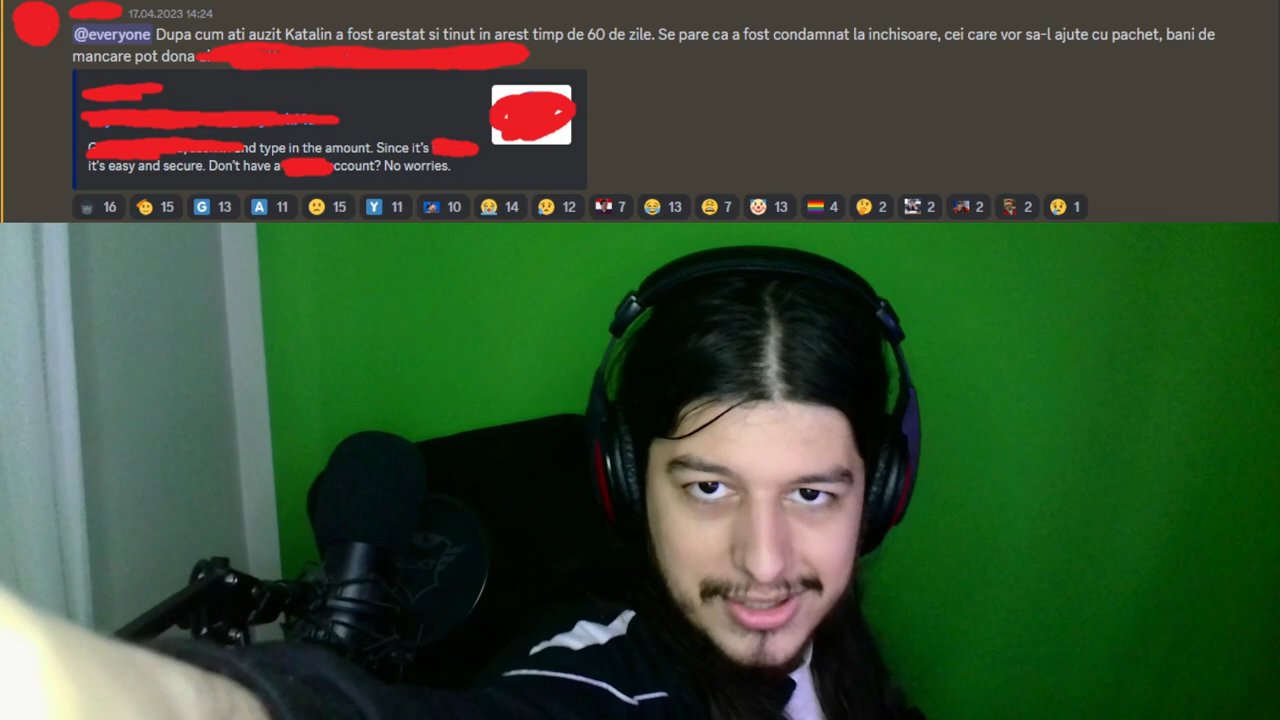 17.04.2023 14:24
@everyone Dupa cum ati auzit Katalin a fost arestat si tinut in arest timp de 60 de zile. Se pare ca a fost condamnat la inchisoare, cei care vor sa-l ajute cu pachet, bani de
mancare pot dona
and type in the amount. Since it's
it's easy and secure. Don't have a ccount? No worries.
16 15 G 13 A 11 15 Y 11 10 14 12 7 13 7 13 4 2 2 2 2 1